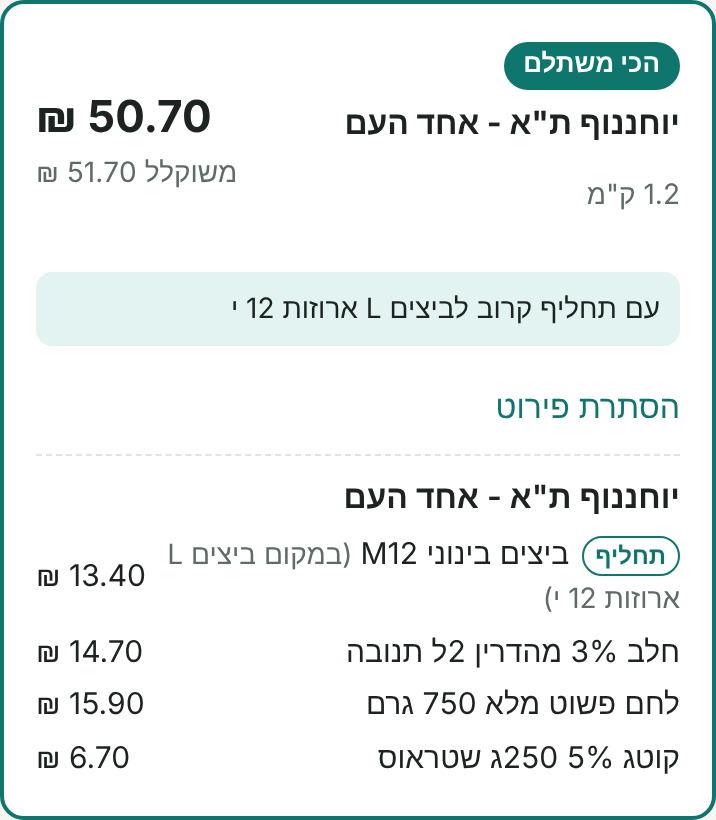 הכי משתלם
יוחננוף ת"א - אחד העם
50.70 ₪
1.2 ק"מ
משוקלל 51.70 ₪
עם תחליף קרוב לביצים L ארוזות 12 י
הסתרת פירוט
יוחננוף ת"א - אחד העם
תחליף ביצים בינוני M12 (במקום ביצים L
ארוזות 12 י)
13.40 ₪
חלב 3% מהדרין 2ל תנובה 14.70 ₪
לחם פשוט מלא 750 גרם 15.90 ₪
קוטג 5% 250ג שטראוס 6.70 ₪